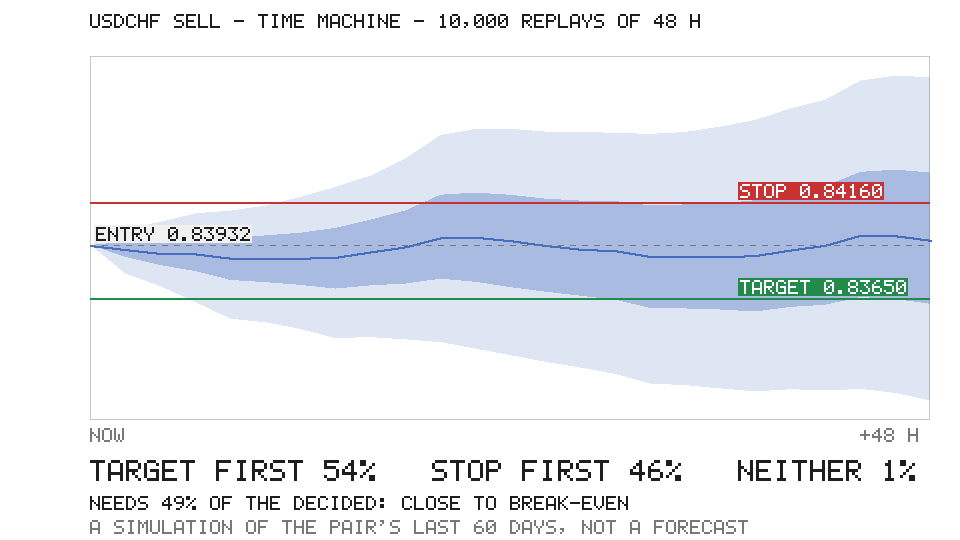 USDCHF SELL - TIME MACHINE - 10,000 REPLAYS OF 48 H
STOP 0.84160
ENTRY 0.83932
TARGET 0.83650
NOW +48 H
TARGET FIRST 54% STOP FIRST 46% NEITHER 1%
NEEDS 49% OF THE DECIDED: CLOSE TO BREAK-EVEN
A SIMULATION OF THE PAIR'S LAST 60 DAYS, NOT A FORECAST